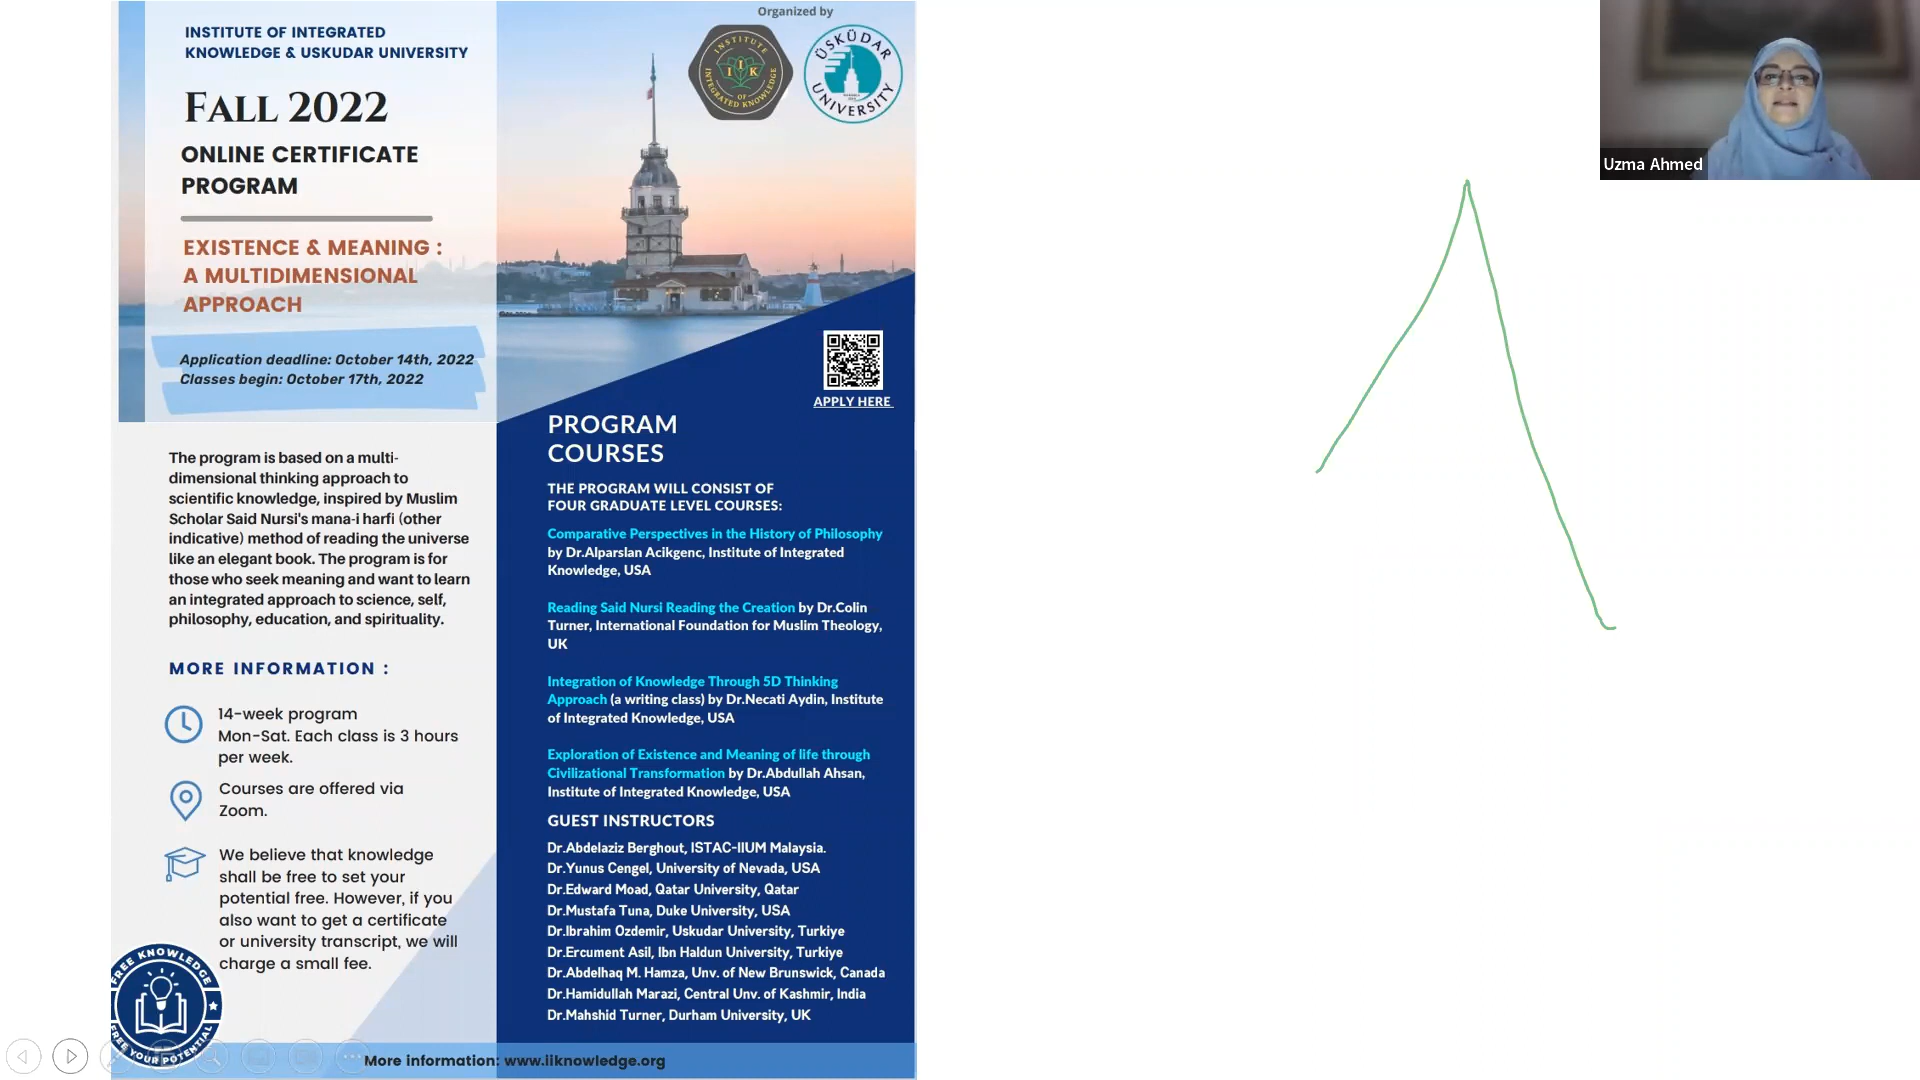 Organized by
INSTITUTE OF INTEGRATED
KNOWLEDGE & USKUDAR UNIVERSITY
INSTITUTE
IIK
OF
INTEGRATED KNOWLEDGE
ÜSKÜDAR
UNIVERSITY
FALL 2022
ONLINE CERTIFICATE
PROGRAM
EXISTENCE & MEANING :
A MULTIDIMENSIONAL
APPROACH
Application deadline: October 14th, 2022
Classes begin: October 17th, 2022
APPLY HERE
The program is based on a multi-
dimensional thinking approach to
scientific knowledge, inspired by Muslim
Scholar Said Nursi's mana-i harfi (other
indicative) method of reading the universe
like an elegant book. The program is for
those who seek meaning and want to learn
an integrated approach to science, self,
philosophy, education, and spirituality.
MORE INFORMATION :
14-week program
Mon-Sat. Each class is 3 hours
per week.
Courses are offered via
Zoom.
We believe that knowledge
shall be free to set your
potential free. However, if you
also want to get a certificate
or university transcript, we will
charge a small fee.
FREE KNOWLEDGE
FREE YOUR POTENTIAL
PROGRAM
COURSES
THE PROGRAM WILL CONSIST OF
FOUR GRADUATE LEVEL COURSES:
Comparative Perspectives in the History of Philosophy
by Dr.Alparslan Acikgenc, Institute of Integrated
Knowledge, USA
Reading Said Nursi Reading the Creation by Dr.Colin
Turner, International Foundation for Muslim Theology,
UK
Integration of Knowledge Through 5D Thinking
Approach (a writing class) by Dr.Necati Aydin, Institute
of Integrated Knowledge, USA
Exploration of Existence and Meaning of life through
Civilizational Transformation by Dr.Abdullah Ahsan,
Institute of Integrated Knowledge, USA
GUEST INSTRUCTORS
Dr.Abdelaziz Berghout, ISTAC-IIUM Malaysia.
Dr.Yunus Cengel, University of Nevada, USA
Dr.Edward Moad, Qatar University, Qatar
Dr.Mustafa Tuna, Duke University, USA
Dr.Ibrahim Ozdemir, Uskudar University, Turkiye
Dr.Ercument Asil, Ibn Haldun University, Turkiye
Dr.Abdelhaq M. Hamza, Unv. of New Brunswick, Canada
Dr.Hamidullah Marazi, Central Unv. of Kashmir, India
Dr.Mahshid Turner, Durham University, UK
More information: www.iiknowledge.org
Uzma Ahmed